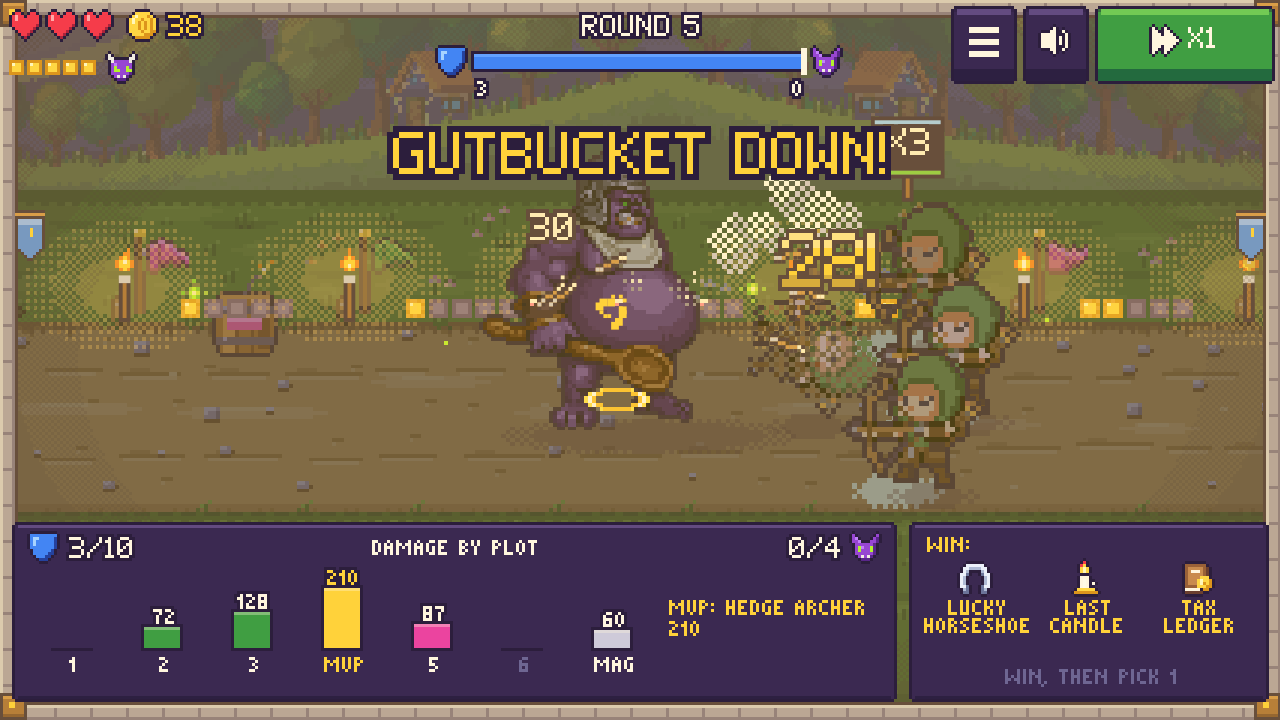 38
ROUND 5
X1
3
0
GUTBUCKET DOWN!
X3
30
28!
3/10
DAMAGE BY PLOT
0/4
72
128
210
87
60
1
2
3
MVP
5
6
MAG
MVP: HEDGE ARCHER
210
WIN:
LUCKY
HORSESHOE
LAST
CANDLE
TAX
LEDGER
WIN, THEN PICK 1